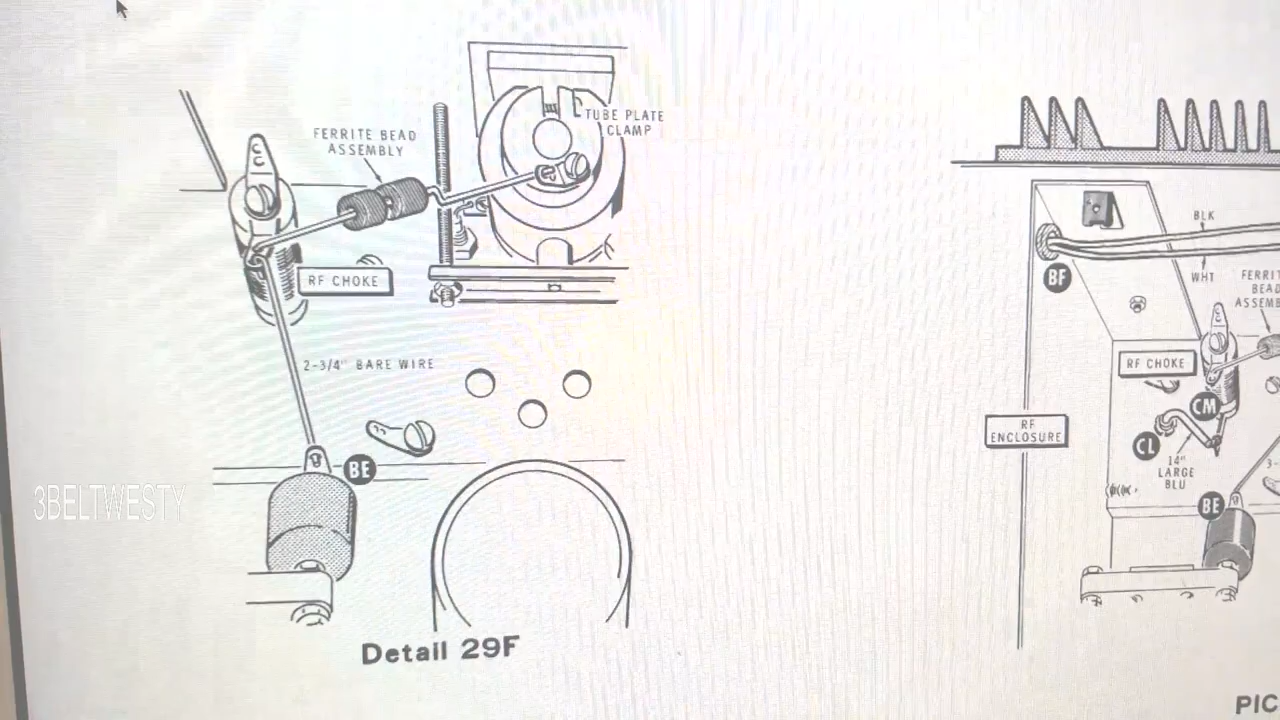 TUBE PLATE
CLAMP
FERRITE BEAD
ASSEMBLY
RF CHOKE
2-3/4" BARE WIRE
BE
3BELTWESTY
Detail 29F
BLK
WHT
BF
FERRITE
RF CHOKE
CM
RF
ENCLOSURE
CL
14"
LARGE
BLU
BE